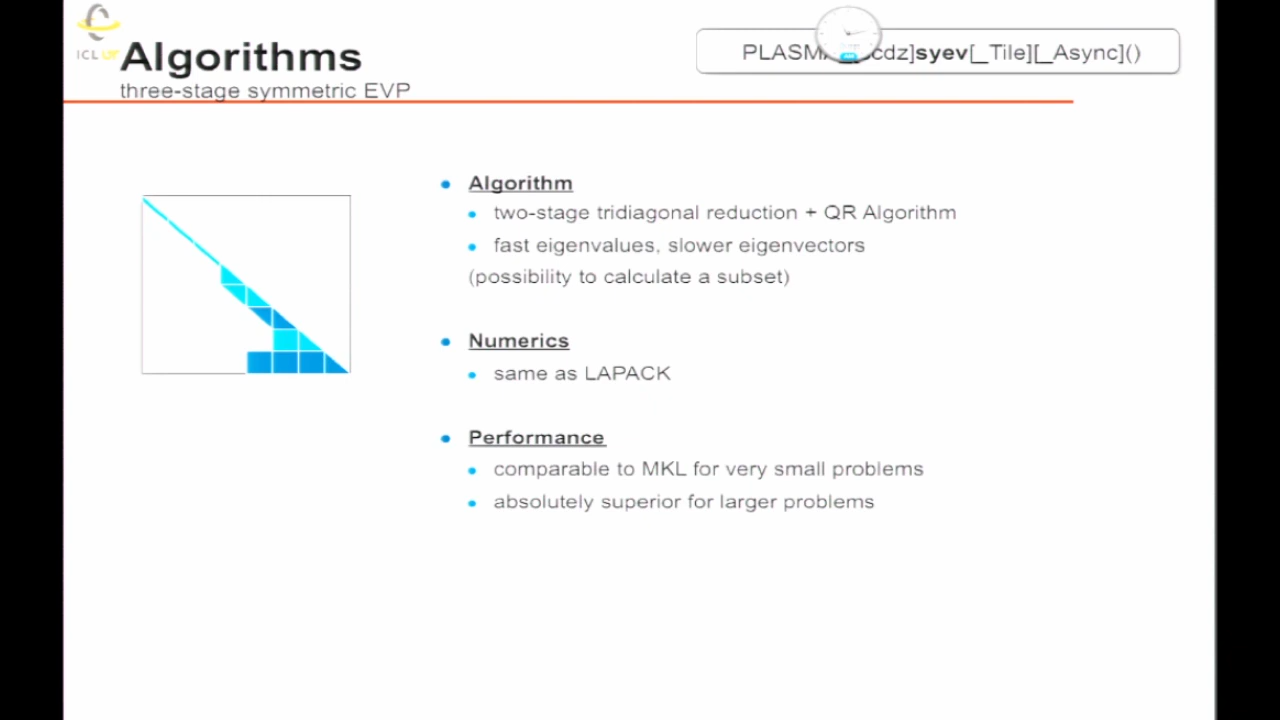 ICL UT
Algorithms
three-stage symmetric EVP
cdz]syev[_Tile][_Async]()
• Algorithm
• two-stage tridiagonal reduction + QR Algorithm
• fast eigenvalues, slower eigenvectors
(possibility to calculate a subset)
• Numerics
• same as LAPACK
• Performance
• comparable to MKL for very small problems
• absolutely superior for larger problems